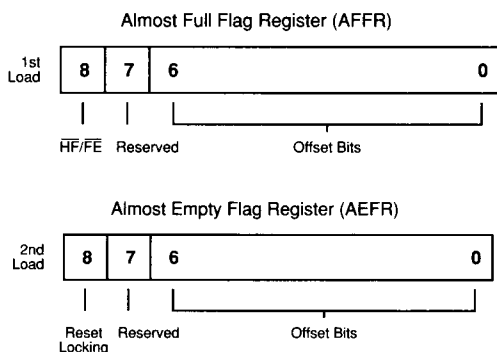 Almost Full Flag Register (AFFR)
1st
Load
8 7 6 0
HF/FE Reserved Offset Bits
Almost Empty Flag Register (AEFR)
2nd
Load
8 7 6 0
Reset
Locking
Reserved Offset Bits